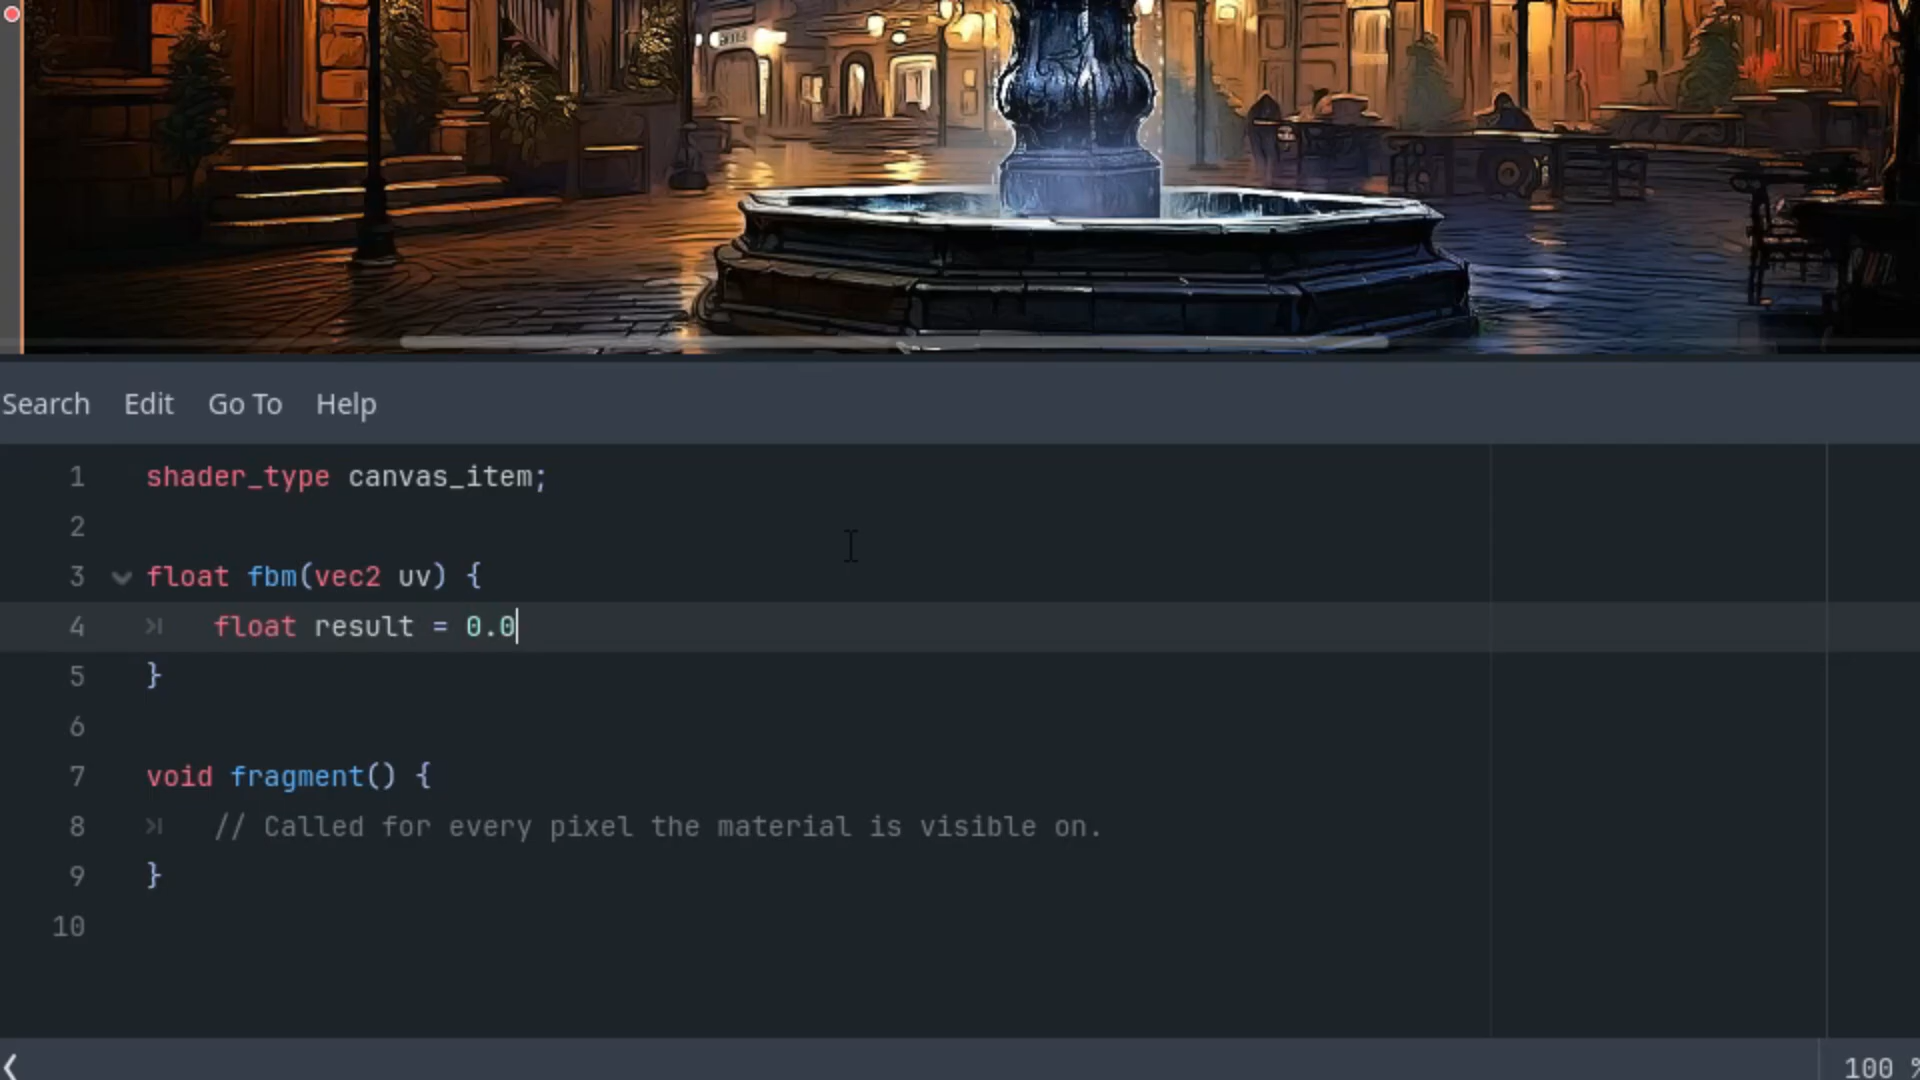 Search Edit Go To Help
1 shader_type canvas_item;
2
3 float fbm(vec2 uv) {
4 float result = 0.0
5 }
6
7 void fragment() {
8 // Called for every pixel the material is visible on.
9 }
10
100 %